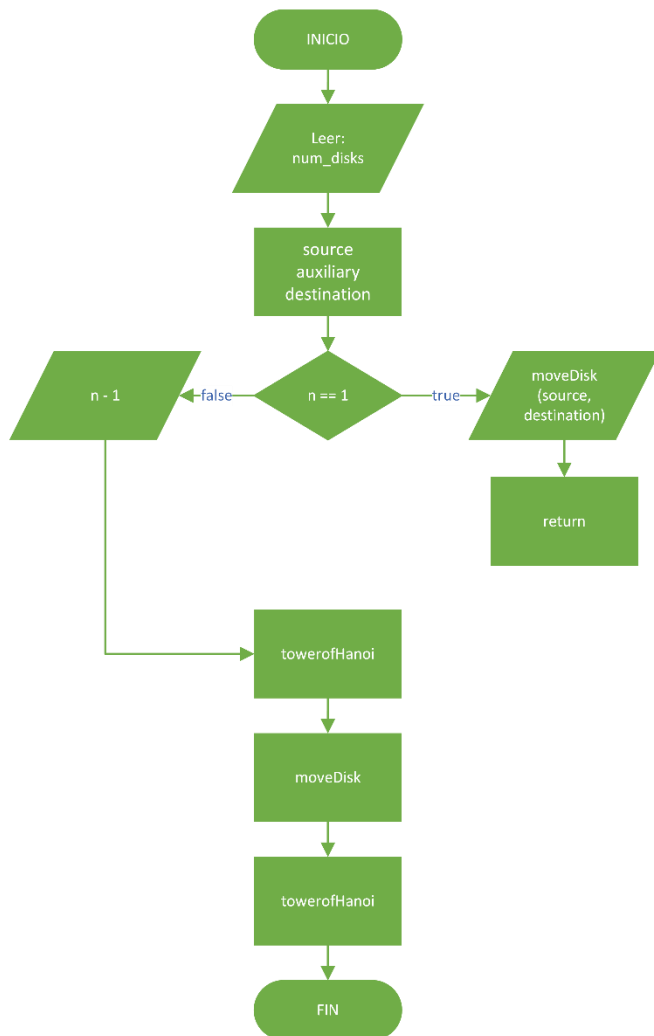 INICIO
Leer:
num_disks
source
auxiliary
destination
n - 1
false
n == 1
true
moveDisk
(source,
destination)
return
towerofHanoi
moveDisk
towerofHanoi
FIN